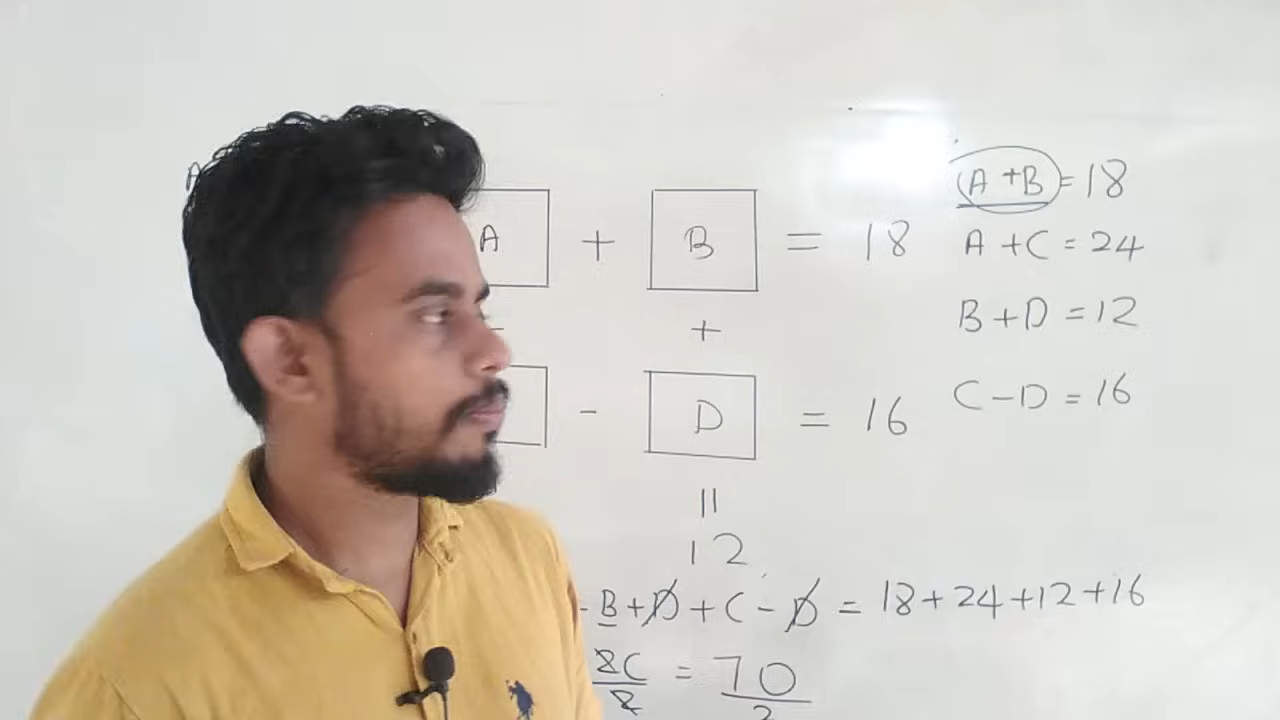 A + B = 18
+
- D = 16
||
12
A + B = 18
A + C = 24
B + D = 12
C - D = 16
B + D + C - D = 18 + 24 + 12 + 16
2C/2 = 70/2